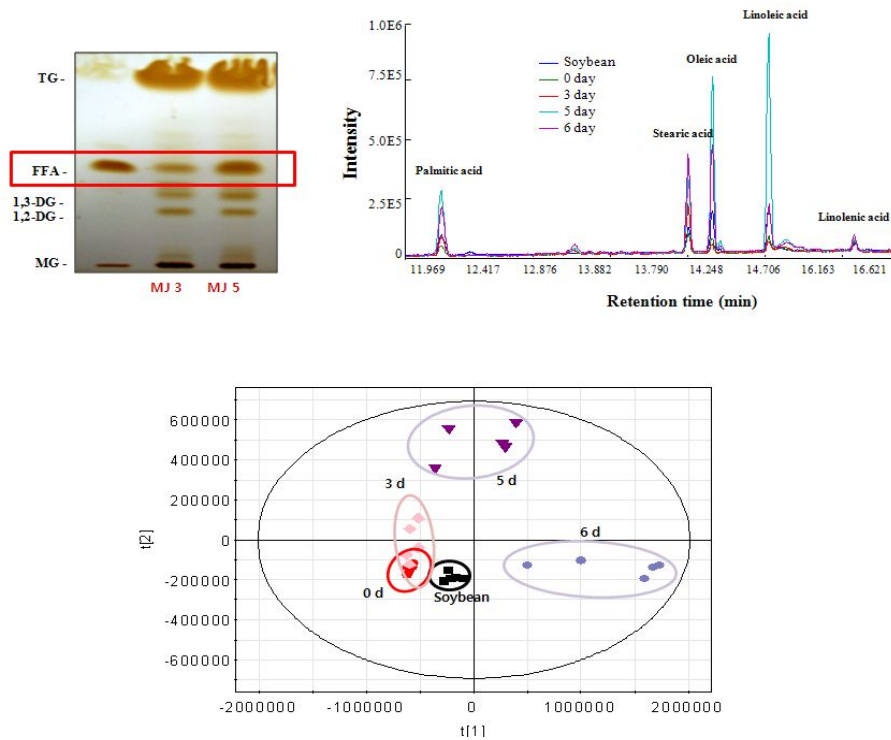 TG -
FFA -
1,3-DG -
1,2-DG -
MG -
MJ 3 MJ 5
1.0E6
7.5E5
5.0E5
2.5E5
0
Intensity
Soybean
0 day
3 day
5 day
6 day
Palmitic acid
Stearic acid
Oleic acid
Linoleic acid
Linolenic acid
11.969 12.417 12.876 13.882 13.790 14.248 14.706 16.163 16.621
Retention time (min)
600000
400000
200000
0
-200000
-400000
-600000
t[2]
3 d
5 d
6 d
0 d
Soybean
-2000000 -1000000 0 1000000 2000000
t[1]